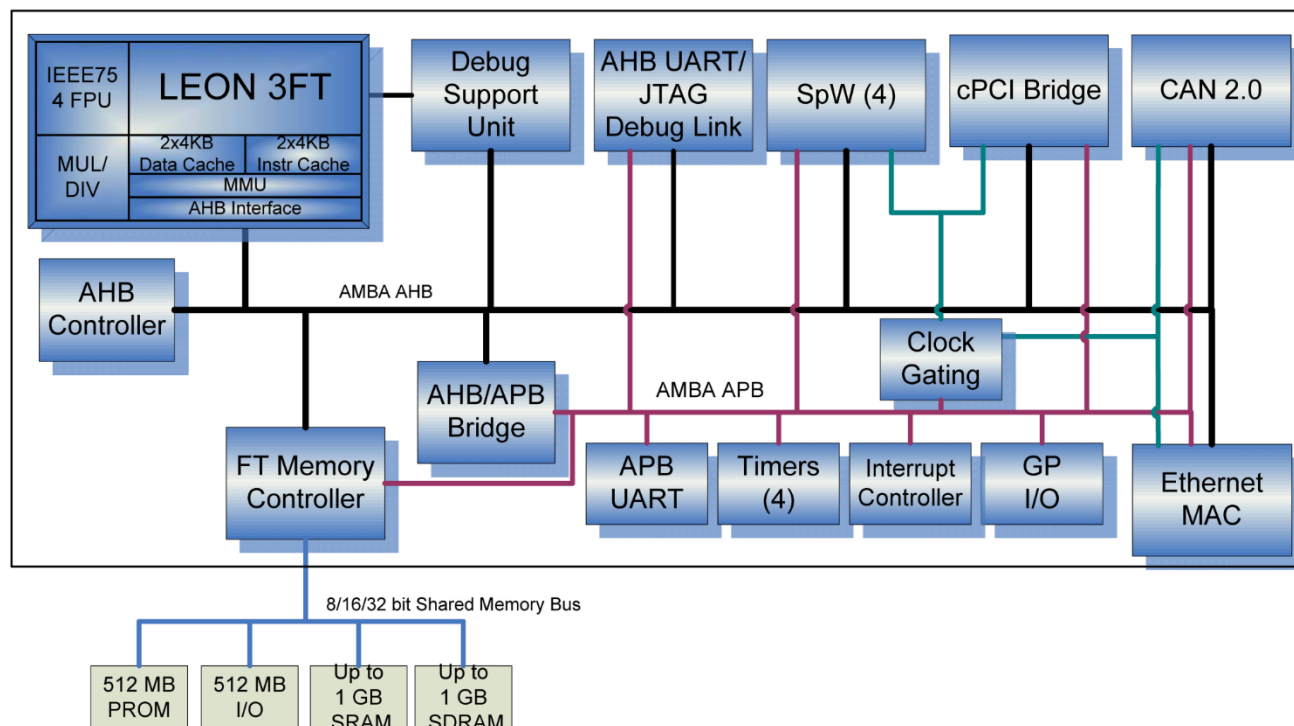 IEEE75
4 FPU
LEON 3FT
2x4KB
Data Cache
2x4KB
Instr Cache
MUL/
DIV
MMU
AHB Interface
Debug
Support
Unit
AHB UART/
JTAG
Debug Link
SpW (4)
cPCI Bridge
CAN 2.0
AHB
Controller
AMBA AHB
AHB/APB
Bridge
AMBA APB
Clock
Gating
FT Memory
Controller
APB
UART
Timers
(4)
Interrupt
Controller
GP
I/O
Ethernet
MAC
8/16/32 bit Shared Memory Bus
512 MB
PROM
512 MB
I/O
Up to
1 GB
SRAM
Up to
1 GB
SDRAM